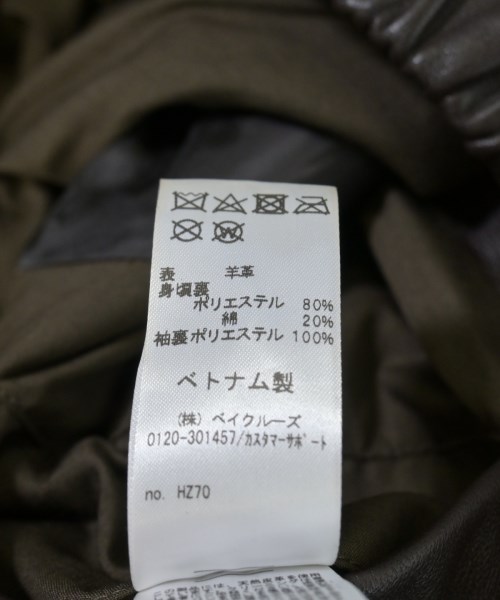 表 羊革
身頃裏
ポリエステル 80%
綿 20%
袖裏ポリエステル 100%
ベトナム製
(株) ベイクルーズ
0120-301457/カスタマーサポート
no. HZ70